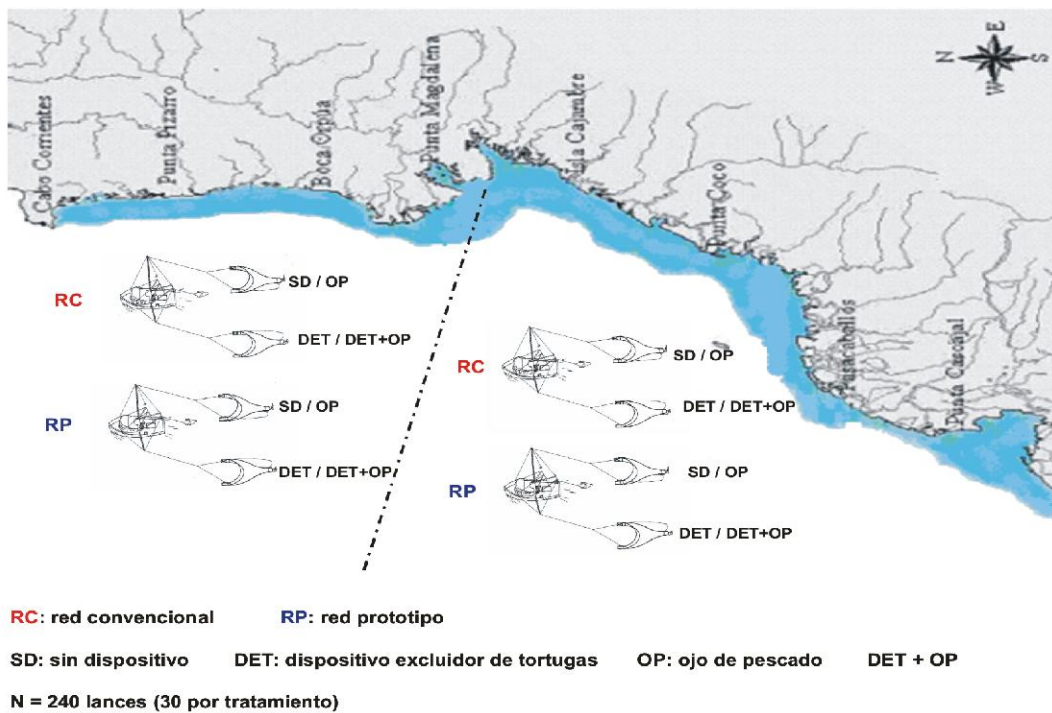 Cabo Corrientes
Punta Pizarro
Boca Orpúa
Punta Magdalena
Isla Cajambre
Punta Coco
Pasacaballos
Punta Cascajal
N
E
W
S
RC
SD / OP
DET / DET+OP
RP
SD / OP
DET / DET+OP
RC
SD / OP
DET / DET+OP
RP
SD / OP
DET / DET+OP
RC: red convencional RP: red prototipo
SD: sin dispositivo DET: dispositivo excluidor de tortugas OP: ojo de pescado DET + OP
N = 240 lances (30 por tratamiento)